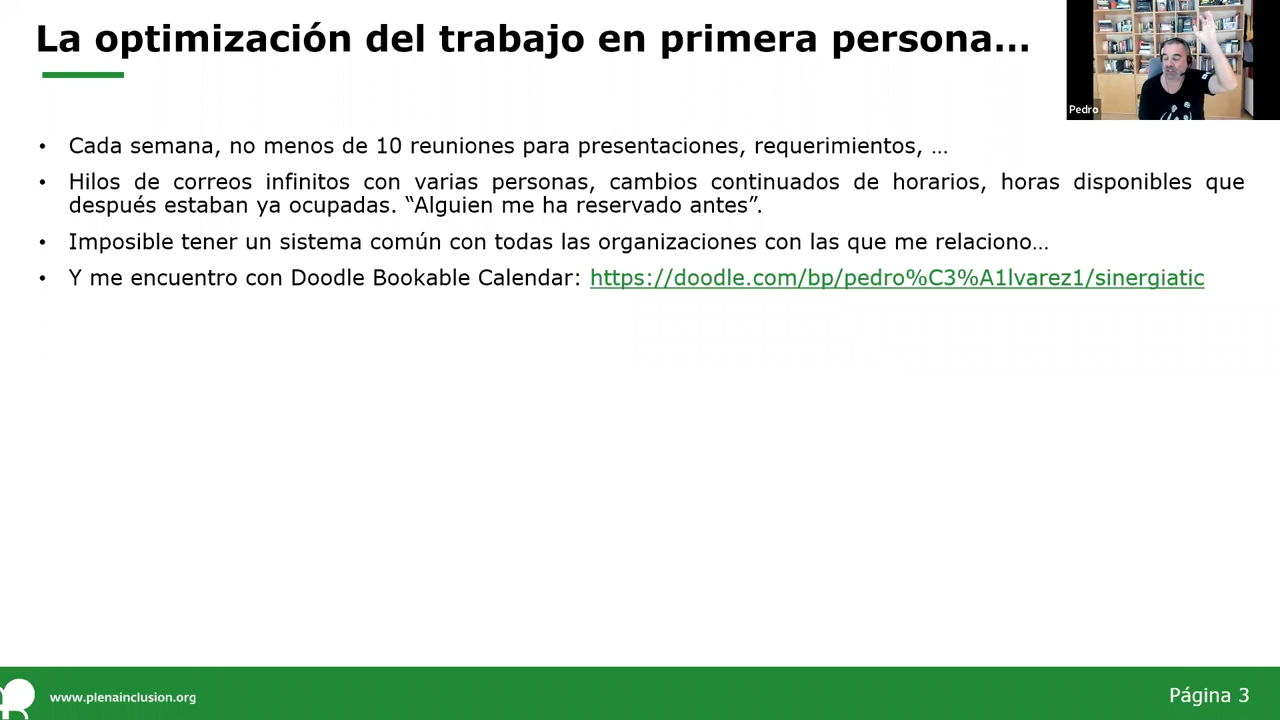 La optimización del trabajo en primera persona...
Pedro
• Cada semana, no menos de 10 reuniones para presentaciones, requerimientos, …
• Hilos de correos infinitos con varias personas, cambios continuados de horarios, horas disponibles que
después estaban ya ocupadas. “Alguien me ha reservado antes”.
• Imposible tener un sistema común con todas las organizaciones con las que me relaciono…
• Y me encuentro con Doodle Bookable Calendar: https://doodle.com/bp/pedro%C3%A1lvarez1/sinergiatic
www.plenainclusion.org
Página 3